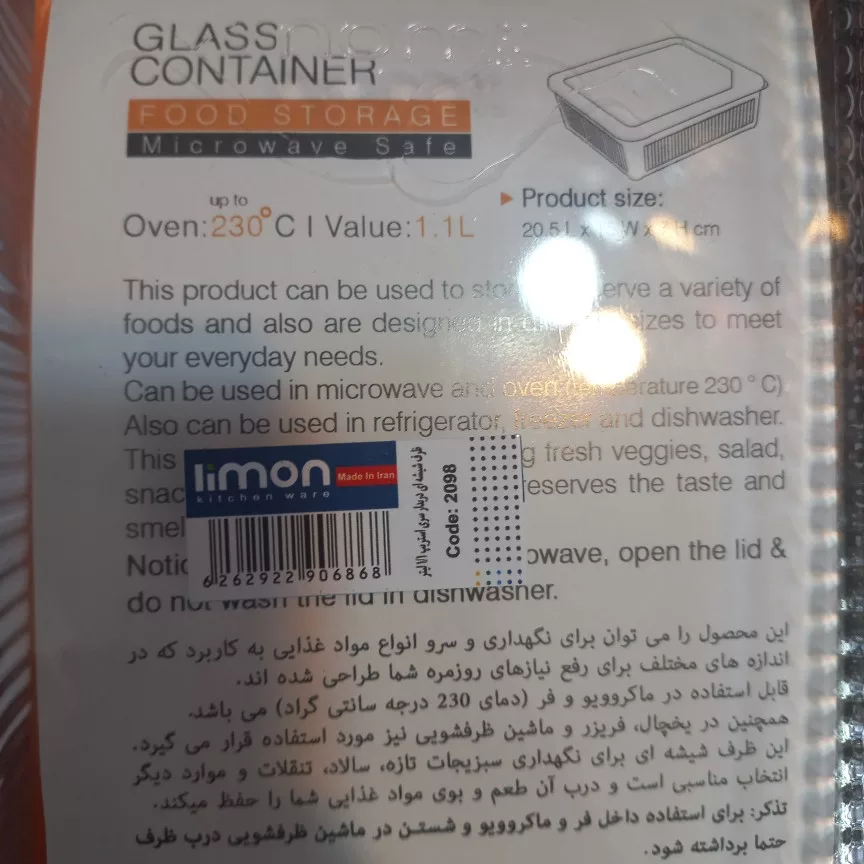 GLASS
CONTAINER
FOOD STORAGE
Microwave Safe
up to
Oven:230°C I Value:1.1L
Product size:
20.5 L x W x H cm
This product can be used to erve a variety of
foods and also are designed in sizes to meet
your everyday needs.
Can be used in microwave and oven (temperature 230 ° C)
Also can be used in refrigerator, freezer and dishwasher.
This g fresh veggies, salad,
snac reserves the taste and
smel
Notic owave, open the lid &
do not wash the lid in dishwasher.
limon
kitchen ware
Made In Iran
6262922906868
Code: 2098
این محصول را می توان برای نگهداری و سرو انواع مواد غذایی به کاربرد که در
اندازه های مختلف برای رفع نیازهای روزمره شما طراحی شده اند.
قابل استفاده در ماکروویو و فر (دمای 230 درجه سانتی گراد) می باشد.
همچنین در یخچال، فریزر و ماشین ظرفشویی نیز مورد استفاده قرار می گیرد.
این ظرف شیشه ای برای نگهداری سبزیجات تازه، سالاد، تنقلات و موارد دیگر
انتخاب مناسبی است و درب آن طعم و بوی مواد غذایی شما را حفظ میکند.
تذکر: برای استفاده داخل فر و ماکروویو و شستن در ماشین ظرفشویی درب ظرف
حتما برداشته شود.